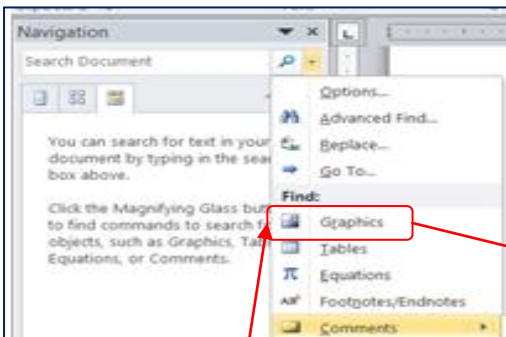 Navigation
Search Document
Options...
Advanced Find...
Replace...
Go To...
Find:
Graphics
Tables
Equations
Footnotes/Endnotes
Comments
You can search for text in your
document by typing in the sea
box above.
Click the Magnifying Glass but
to find commands to search f
objects, such as Graphics, Tab
Equations, or Comments.